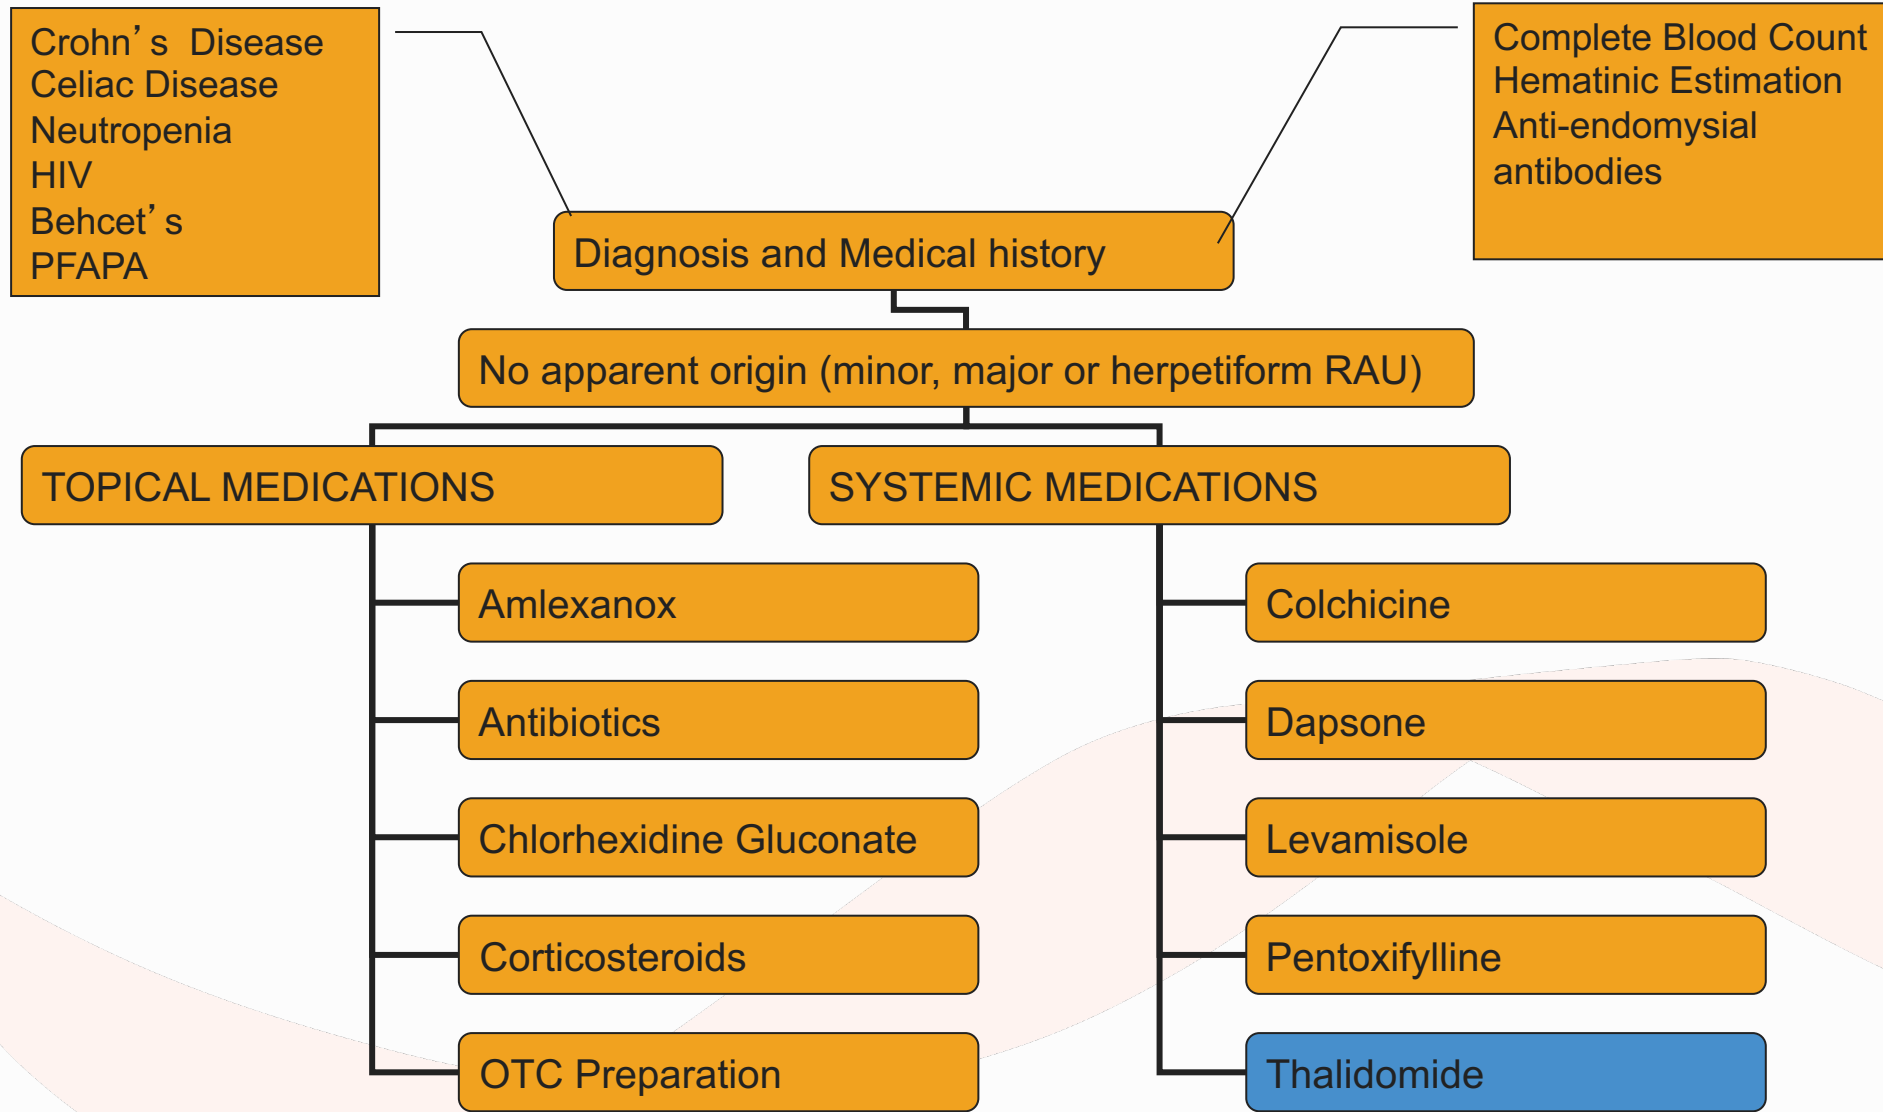 Crohn’s Disease
Celiac Disease
Neutropenia
HIV
Behcet’s
PFAPA
Complete Blood Count
Hematinic Estimation
Anti-endomysial
antibodies
Diagnosis and Medical history
No apparent origin (minor, major or herpetiform RAU)
TOPICAL MEDICATIONS
SYSTEMIC MEDICATIONS
Amlexanox
Antibiotics
Chlorhexidine Gluconate
Corticosteroids
OTC Preparation
Colchicine
Dapsone
Levamisole
Pentoxifylline
Thalidomide